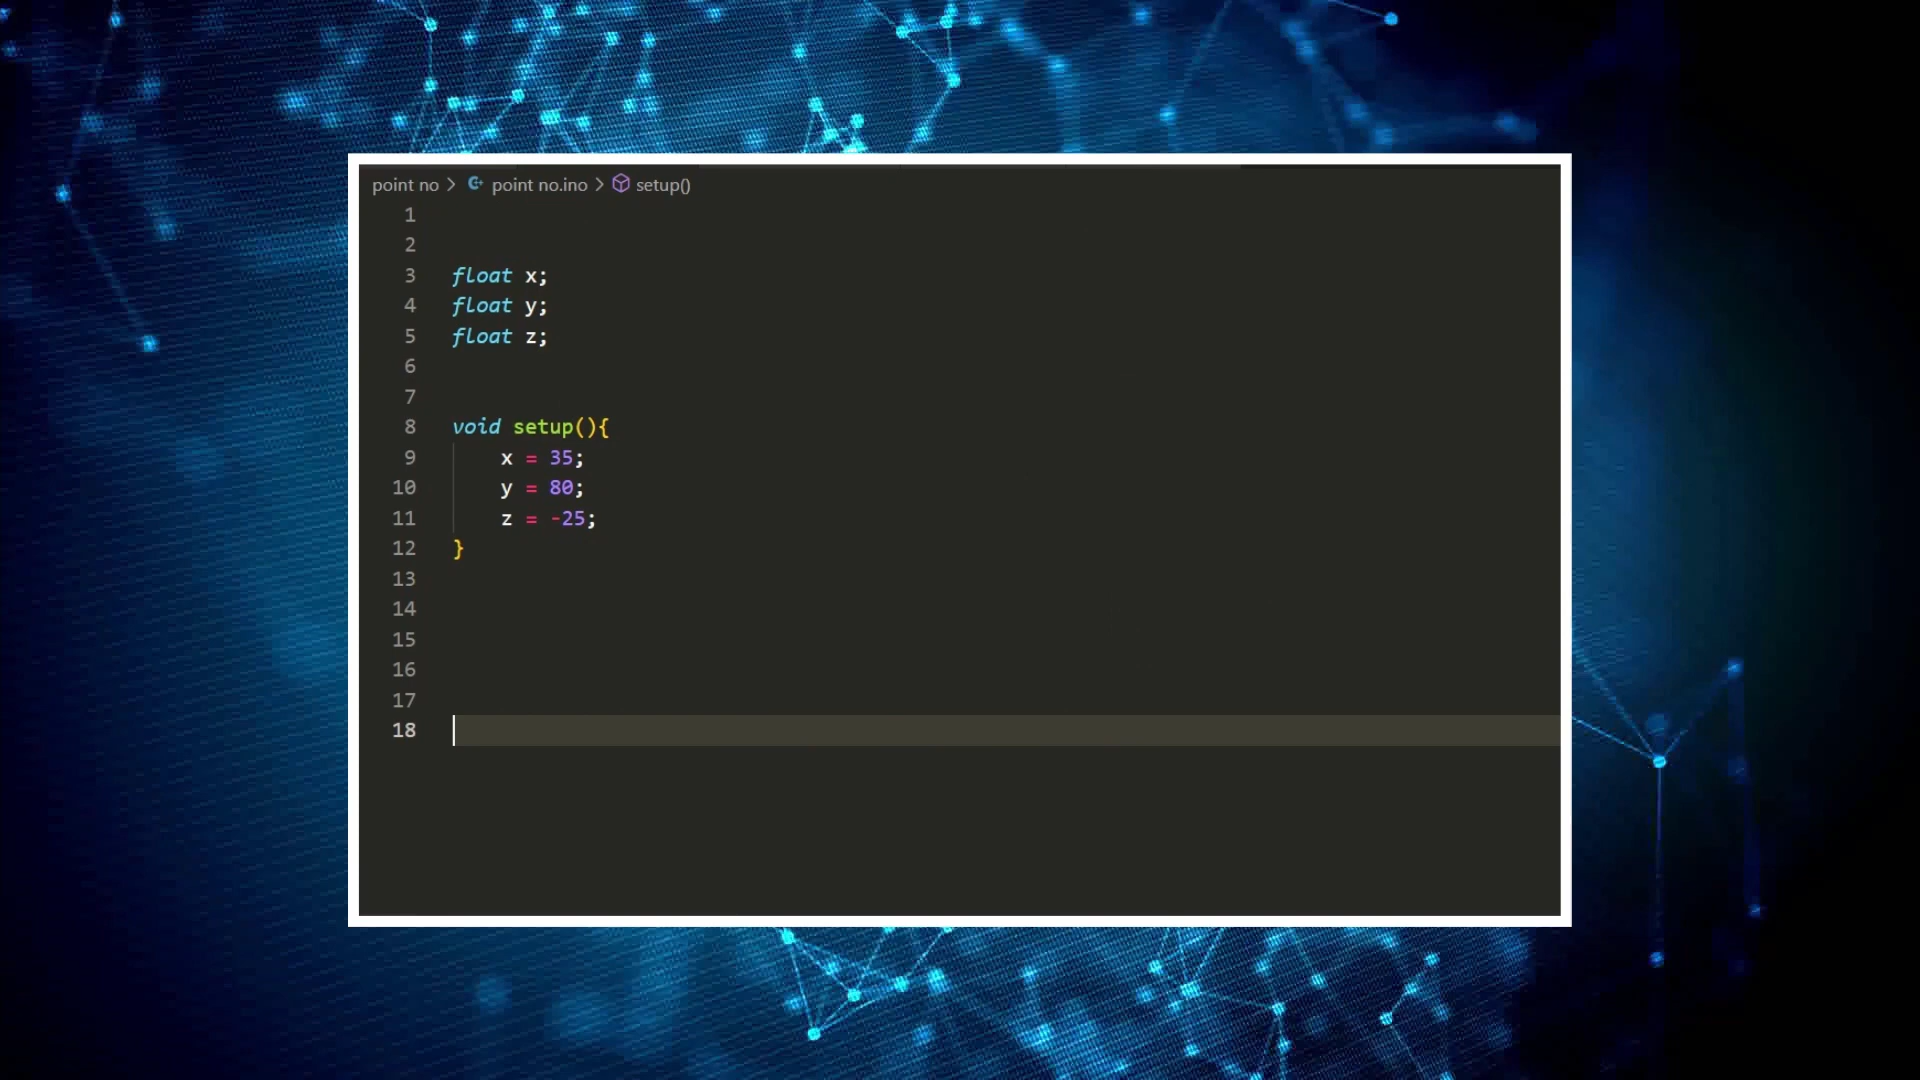 point no > point no.ino > setup()
1
2
3 float x;
4 float y;
5 float z;
6
7
8 void setup(){
9 x = 35;
10 y = 80;
11 z = -25;
12 }
13
14
15
16
17
18